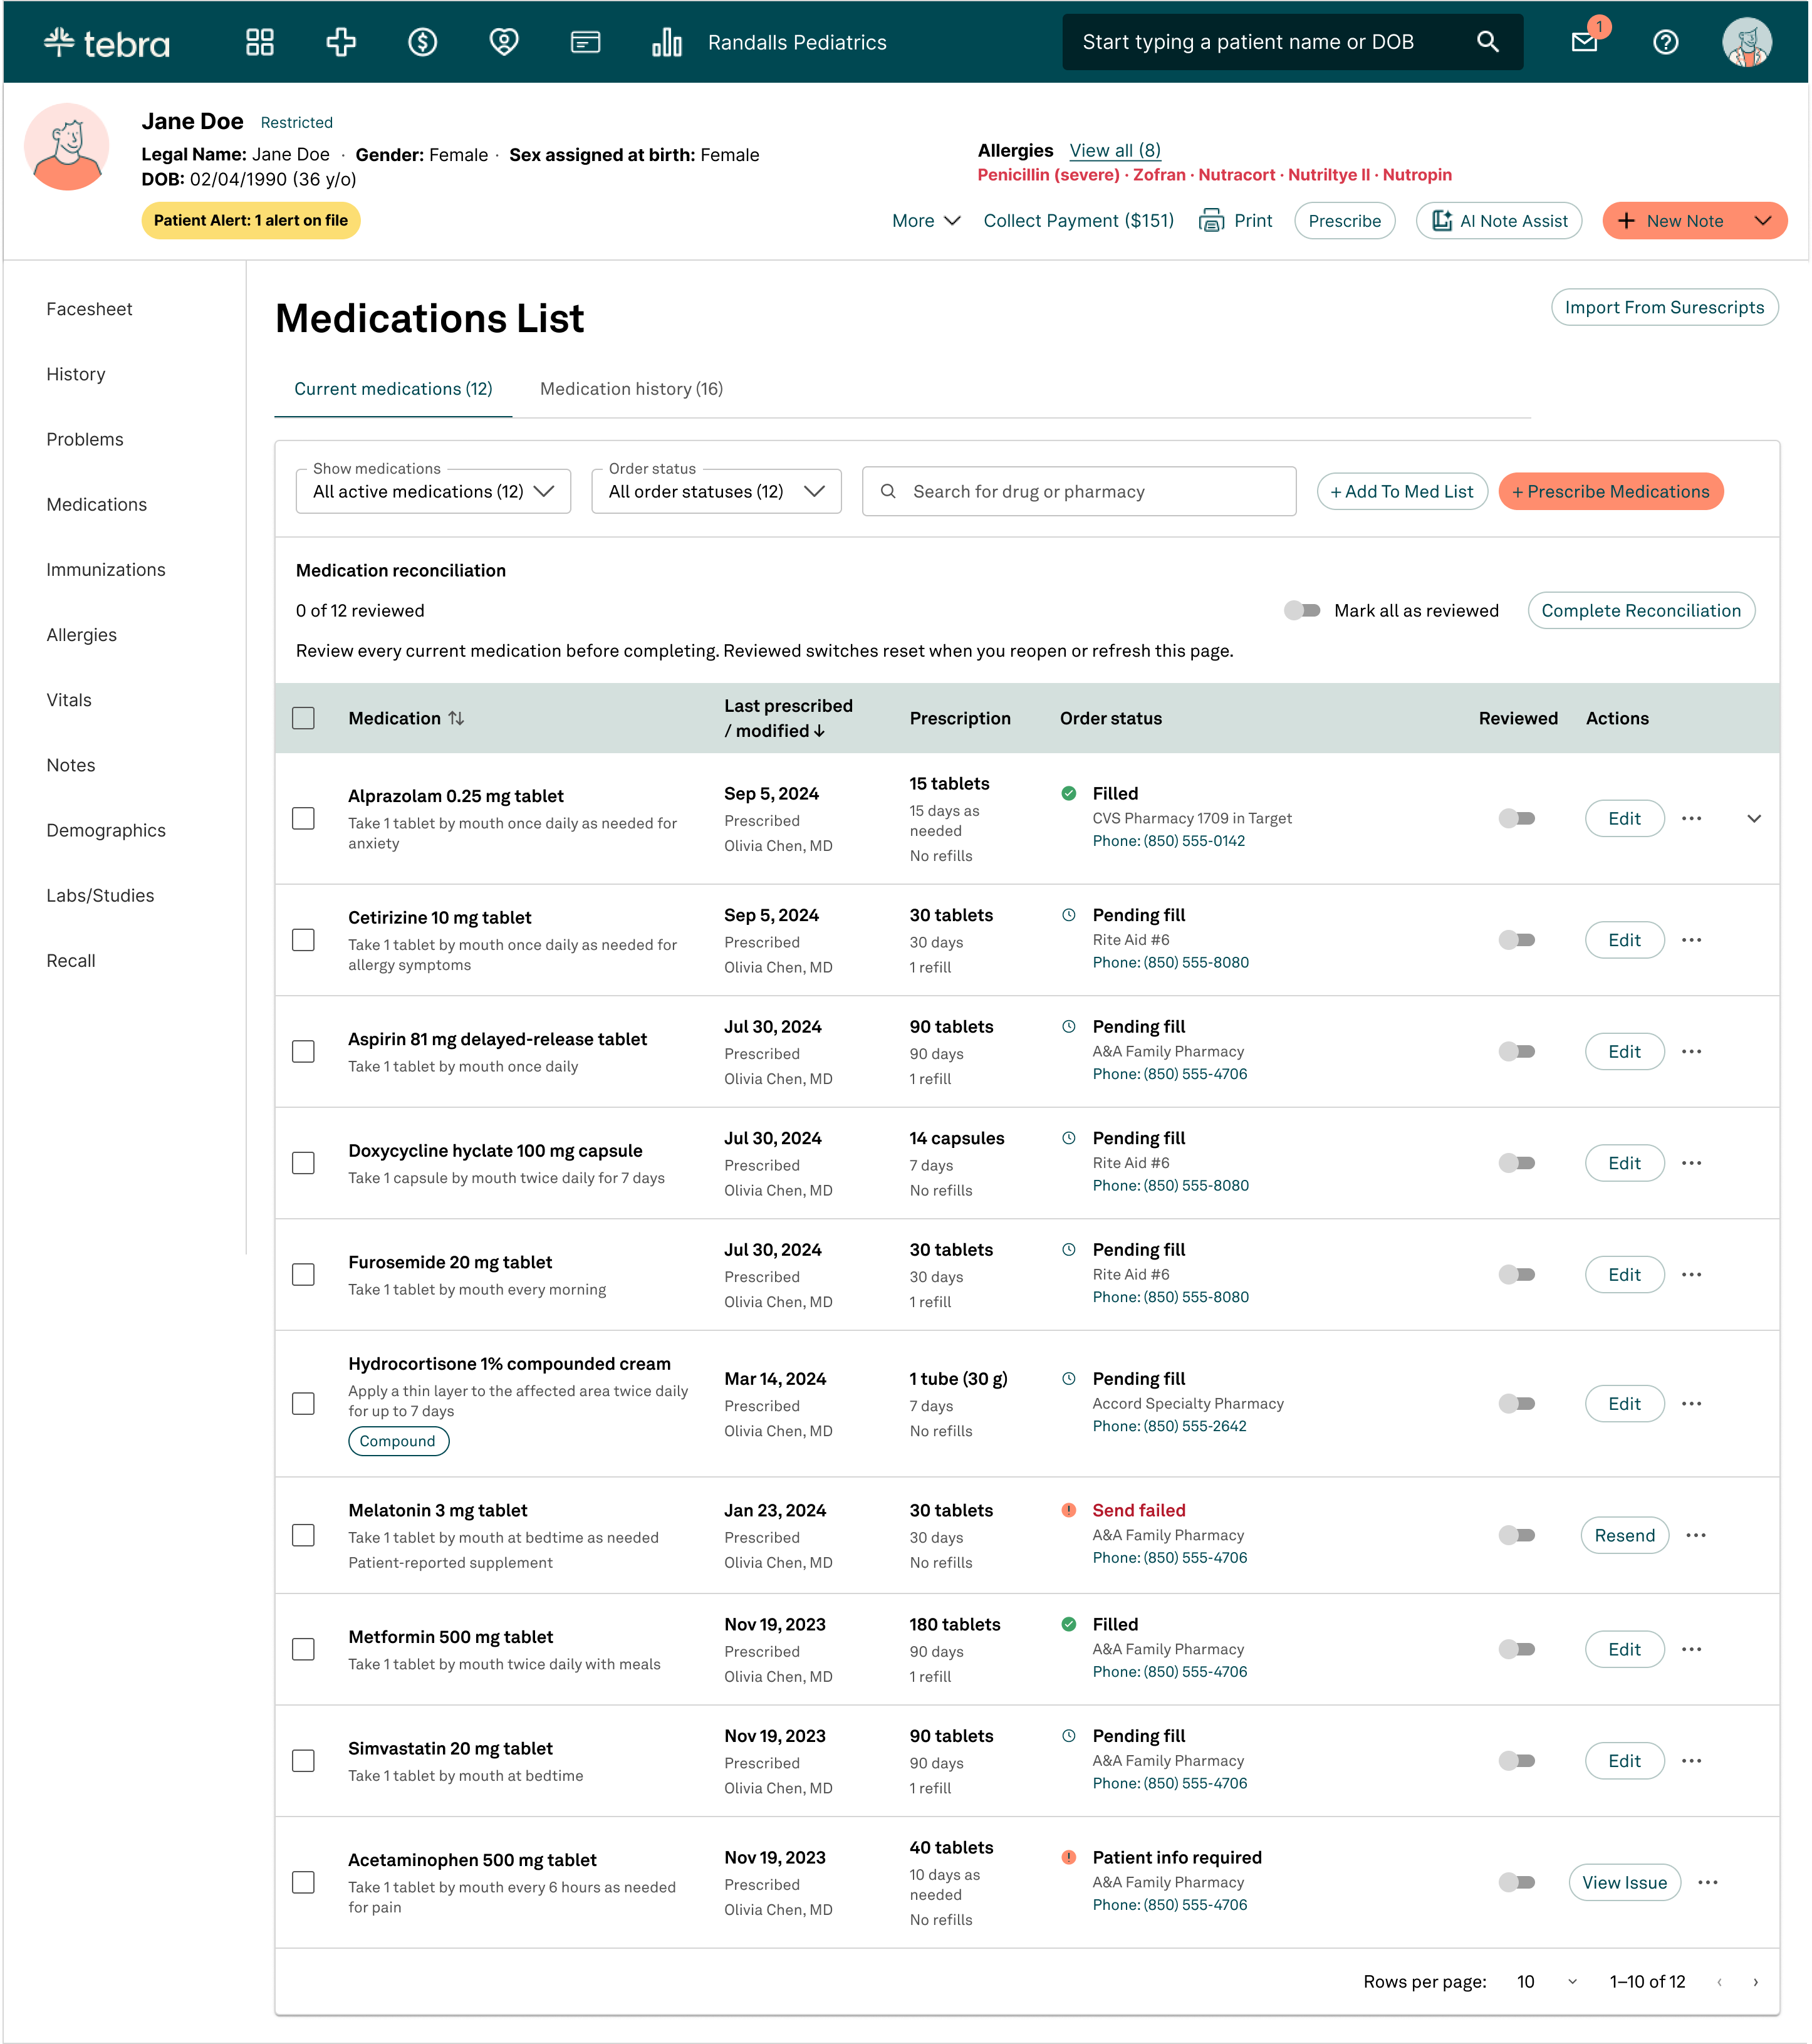 tebra
Randalls Pediatrics
Start typing a patient name or DOB
1
Jane Doe Restricted
Legal Name: Jane Doe · Gender: Female · Sex assigned at birth: Female
DOB: 02/04/1990 (36 y/o)
Patient Alert: 1 alert on file
Allergies View all (8)
Penicillin (severe) · Zofran · Nutracort · Nutriltye II · Nutropin
More Collect Payment ($151) Print Prescribe AI Note Assist + New Note
Facesheet
History
Problems
Medications
Immunizations
Allergies
Vitals
Notes
Demographics
Labs/Studies
Recall
Medications List
Import From Surescripts
Current medications (12) Medication history (16)
Show medications
All active medications (12)
Order status
All order statuses (12)
Search for drug or pharmacy
+ Add To Med List
+ Prescribe Medications
Medication reconciliation
0 of 12 reviewed
Mark all as reviewed
Complete Reconciliation
Review every current medication before completing. Reviewed switches reset when you reopen or refresh this page.
Medication
Last prescribed
/ modified
Prescription
Order status
Reviewed
Actions
Alprazolam 0.25 mg tablet
Take 1 tablet by mouth once daily as needed for
anxiety
Sep 5, 2024
Prescribed
Olivia Chen, MD
15 tablets
15 days as
needed
No refills
Filled
CVS Pharmacy 1709 in Target
Phone: (850) 555-0142
Edit
Cetirizine 10 mg tablet
Take 1 tablet by mouth once daily as needed for
allergy symptoms
Sep 5, 2024
Prescribed
Olivia Chen, MD
30 tablets
30 days
1 refill
Pending fill
Rite Aid #6
Phone: (850) 555-8080
Edit
Aspirin 81 mg delayed-release tablet
Take 1 tablet by mouth once daily
Jul 30, 2024
Prescribed
Olivia Chen, MD
90 tablets
90 days
1 refill
Pending fill
A&A Family Pharmacy
Phone: (850) 555-4706
Edit
Doxycycline hyclate 100 mg capsule
Take 1 capsule by mouth twice daily for 7 days
Jul 30, 2024
Prescribed
Olivia Chen, MD
14 capsules
7 days
No refills
Pending fill
Rite Aid #6
Phone: (850) 555-8080
Edit
Furosemide 20 mg tablet
Take 1 tablet by mouth every morning
Jul 30, 2024
Prescribed
Olivia Chen, MD
30 tablets
30 days
1 refill
Pending fill
Rite Aid #6
Phone: (850) 555-8080
Edit
Hydrocortisone 1% compounded cream
Apply a thin layer to the affected area twice daily
for up to 7 days
Compound
Mar 14, 2024
Prescribed
Olivia Chen, MD
1 tube (30 g)
7 days
No refills
Pending fill
Accord Specialty Pharmacy
Phone: (850) 555-2642
Edit
Melatonin 3 mg tablet
Take 1 tablet by mouth at bedtime as needed
Patient-reported supplement
Jan 23, 2024
Prescribed
Olivia Chen, MD
30 tablets
30 days
No refills
Send failed
A&A Family Pharmacy
Phone: (850) 555-4706
Resend
Metformin 500 mg tablet
Take 1 tablet by mouth twice daily with meals
Nov 19, 2023
Prescribed
Olivia Chen, MD
180 tablets
90 days
1 refill
Filled
A&A Family Pharmacy
Phone: (850) 555-4706
Edit
Simvastatin 20 mg tablet
Take 1 tablet by mouth at bedtime
Nov 19, 2023
Prescribed
Olivia Chen, MD
90 tablets
90 days
1 refill
Pending fill
A&A Family Pharmacy
Phone: (850) 555-4706
Edit
Acetaminophen 500 mg tablet
Take 1 tablet by mouth every 6 hours as needed
for pain
Nov 19, 2023
Prescribed
Olivia Chen, MD
40 tablets
10 days as
needed
No refills
Patient info required
A&A Family Pharmacy
Phone: (850) 555-4706
View Issue
Rows per page: 10 1–10 of 12